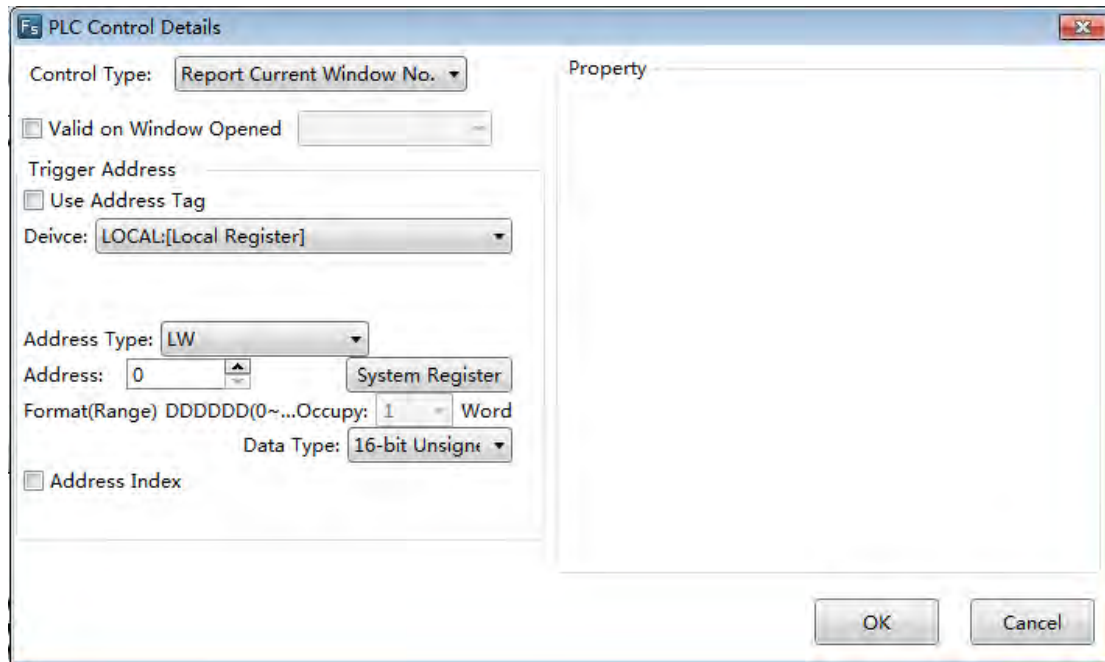 Fs PLC Control Details
Control Type: Report Current Window No.
Valid on Window Opened
Trigger Address
Use Address Tag
Deivce: LOCAL:[Local Register]
Address Type: LW
Address: 0 System Register
Format(Range) DDDDDD(0~...Occupy: 1 Word
Data Type: 16-bit Unsigne
Address Index
Property
OK Cancel